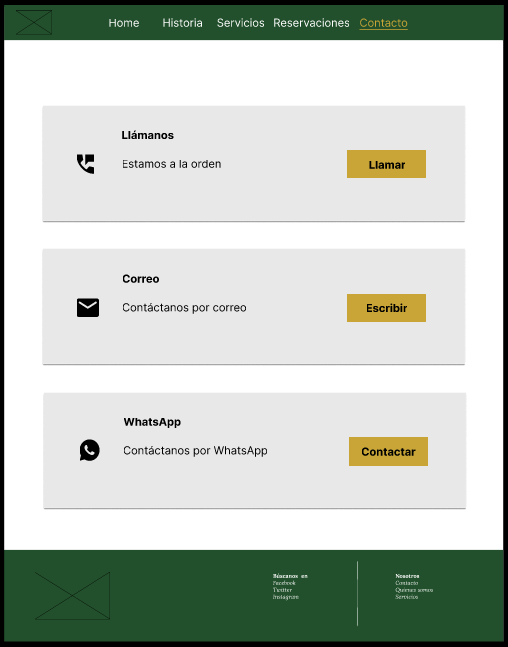 Home Historia Servicios Reservaciones Contacto
Llámanos
Estamos a la orden
Llamar
Correo
Contáctanos por correo
Escribir
WhatsApp
Contáctanos por WhatsApp
Contactar
Búscanos en
Facebook
Twitter
Instagram
Nosotros
Contacto
Quienes somos
Servicios